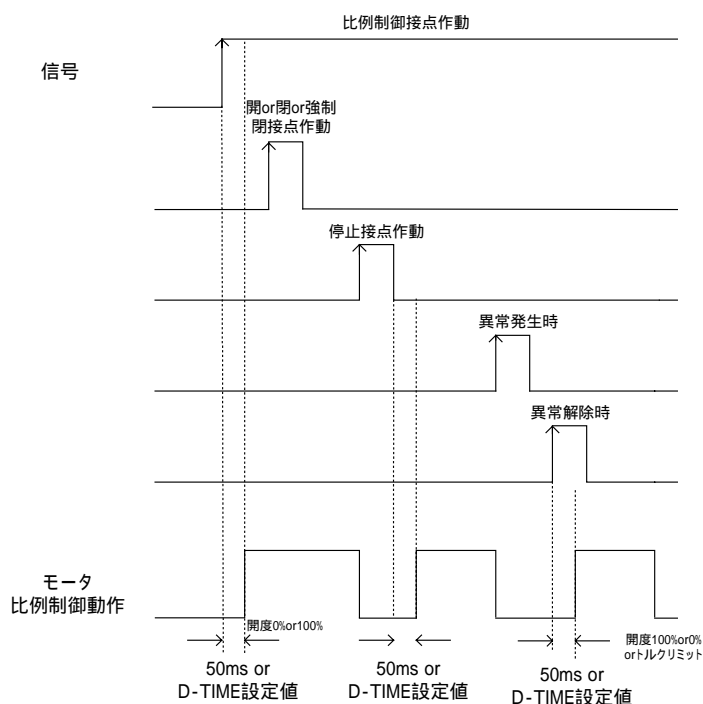 比例制御接点作動
信号
開or閉or強制
閉接点作動
停止接点作動
異常発生時
異常解除時
モータ
比例制御動作
開度0%or100%
開度100%or0%
orトルクリミット
50ms or
D-TIME設定値
50ms or
D-TIME設定値
50ms or
D-TIME設定値